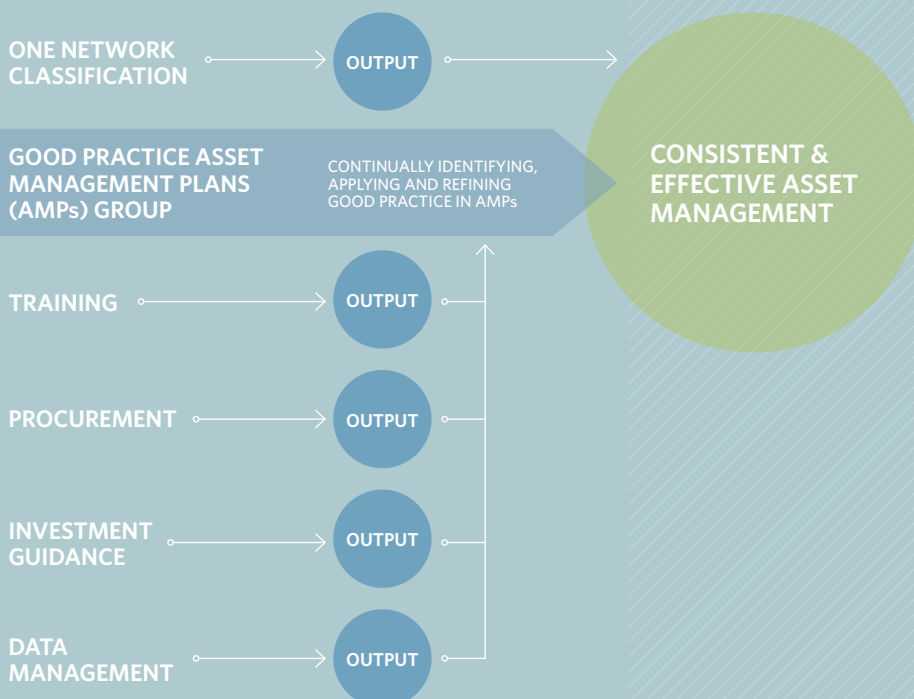 ONE NETWORK
CLASSIFICATION
OUTPUT
GOOD PRACTICE ASSET
MANAGEMENT PLANS
(AMPs) GROUP
CONTINUALLY IDENTIFYING,
APPLYING AND REFINING
GOOD PRACTICE IN AMPs
CONSISTENT &
EFFECTIVE ASSET
MANAGEMENT
TRAINING
OUTPUT
PROCUREMENT
OUTPUT
INVESTMENT
GUIDANCE
OUTPUT
DATA
MANAGEMENT
OUTPUT